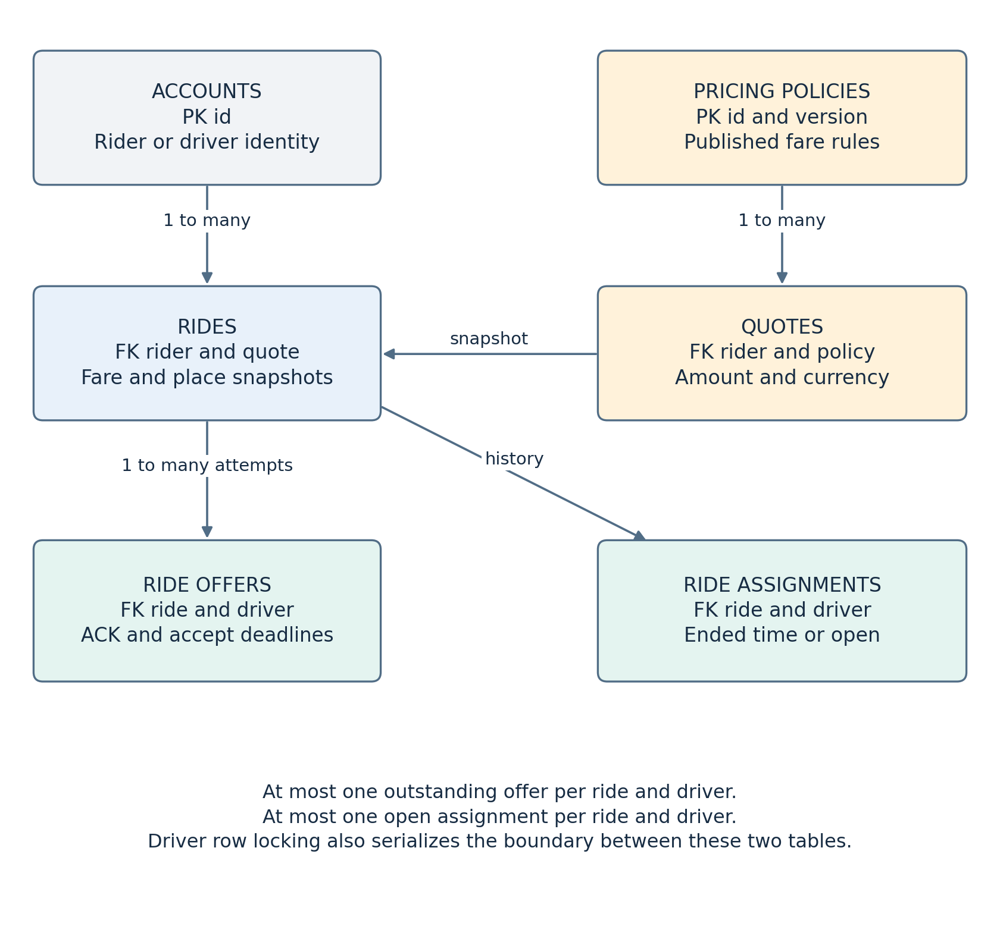 ACCOUNTS
PK id
Rider or driver identity
PRICING POLICIES
PK id and version
Published fare rules
1 to many
1 to many
RIDES
FK rider and quote
Fare and place snapshots
snapshot
QUOTES
FK rider and policy
Amount and currency
1 to many attempts
history
RIDE OFFERS
FK ride and driver
ACK and accept deadlines
RIDE ASSIGNMENTS
FK ride and driver
Ended time or open
At most one outstanding offer per ride and driver.
At most one open assignment per ride and driver.
Driver row locking also serializes the boundary between these two tables.